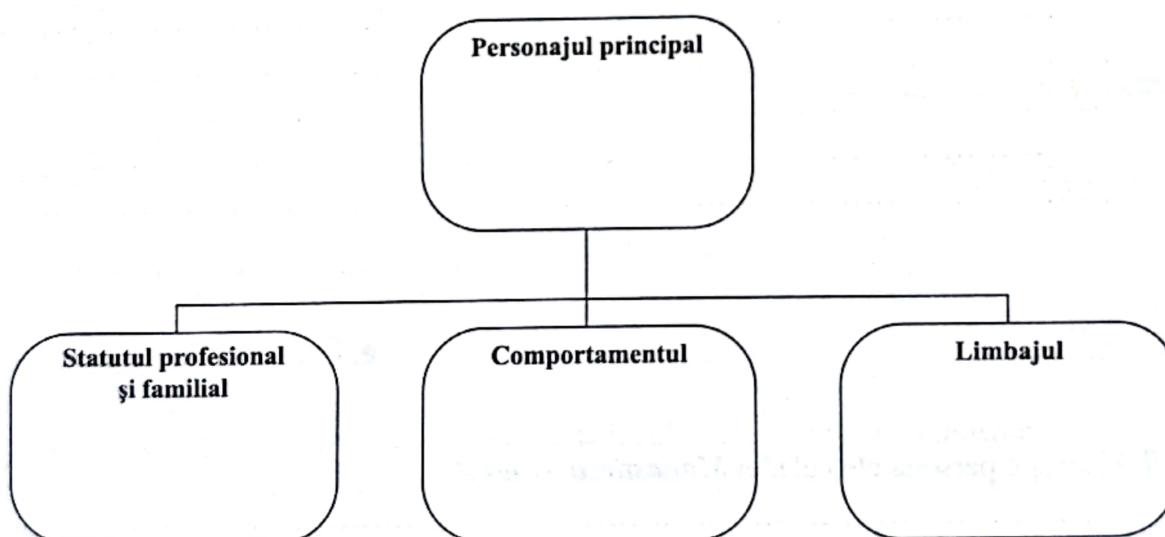 Personajul principal
Statutul profesional
şi familial
Comportamentul
Limbajul